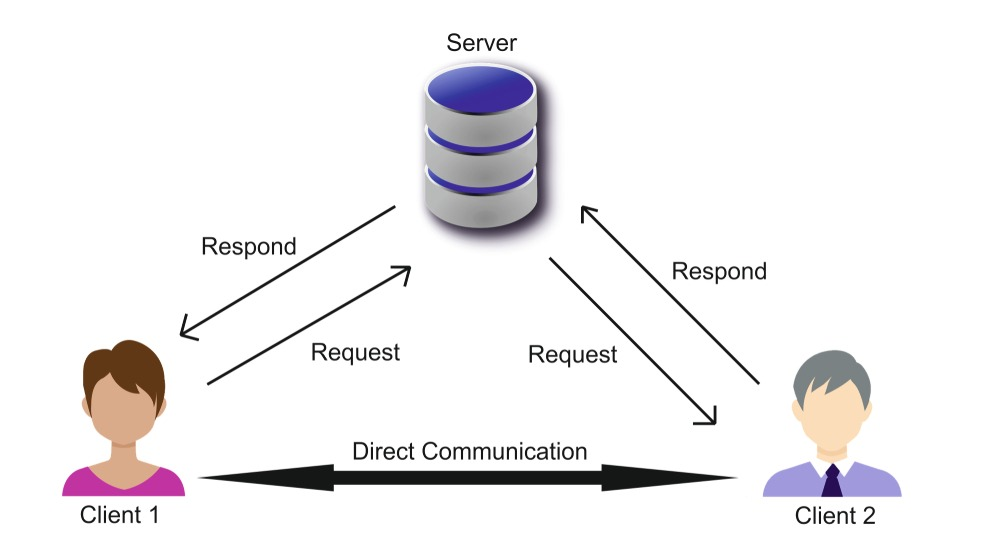 Server
Respond
Respond
Request
Request
Direct Communication
Client 1
Client 2